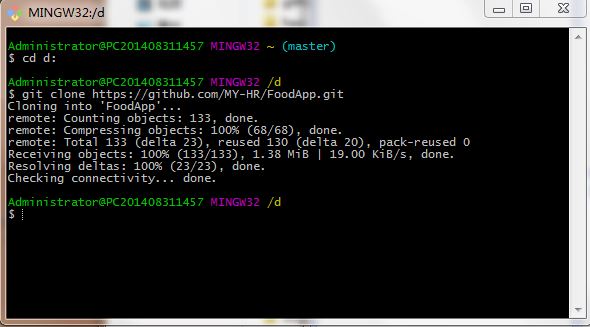 MINGW32:/d
Administrator@PC201408311457 MINGW32 ~ (master)
$ cd d:
Administrator@PC201408311457 MINGW32 /d
$ git clone https://github.com/MY-HR/FoodApp.git
Cloning into 'FoodApp'...
remote: Counting objects: 133, done.
remote: Compressing objects: 100% (68/68), done.
remote: Total 133 (delta 23), reused 130 (delta 20), pack-reused 0
Receiving objects: 100% (133/133), 1.38 MiB | 19.00 KiB/s, done.
Resolving deltas: 100% (23/23), done.
Checking connectivity... done.
Administrator@PC201408311457 MINGW32 /d
$